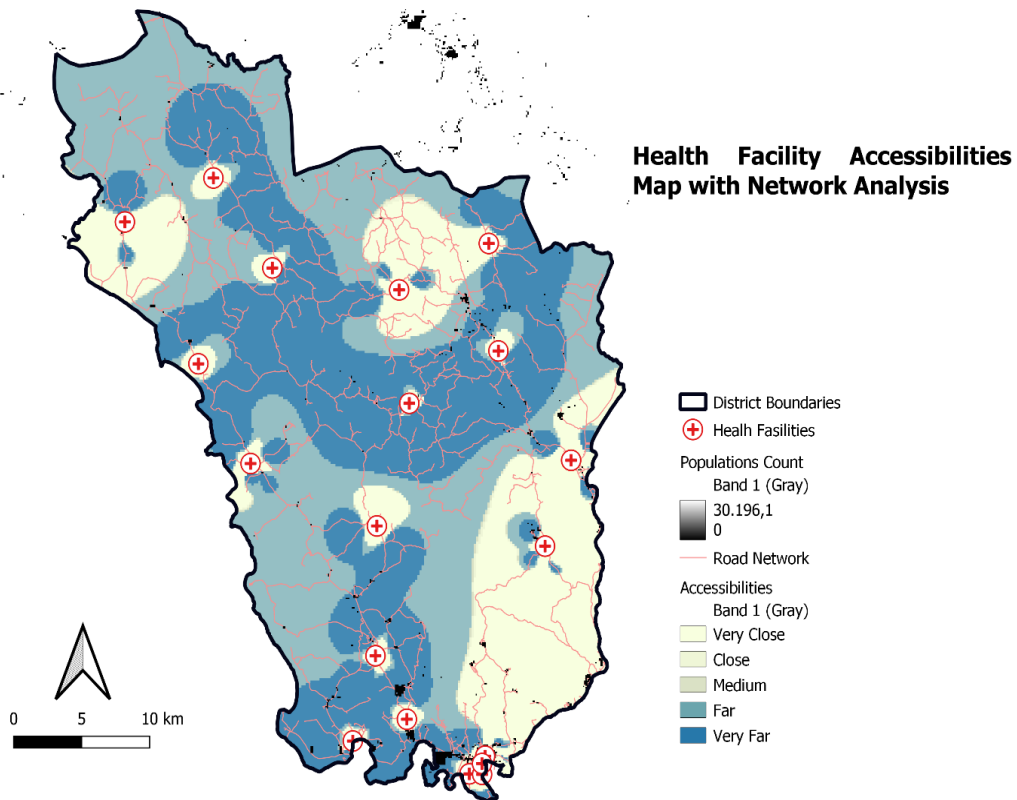 Health Facility Accessibilities
Map with Network Analysis
District Boundaries
Healh Fasilities
Populations Count
Band 1 (Gray)
30.196,1
0
Road Network
Accessibilities
Band 1 (Gray)
Very Close
Close
Medium
Far
Very Far
0 5 10 km